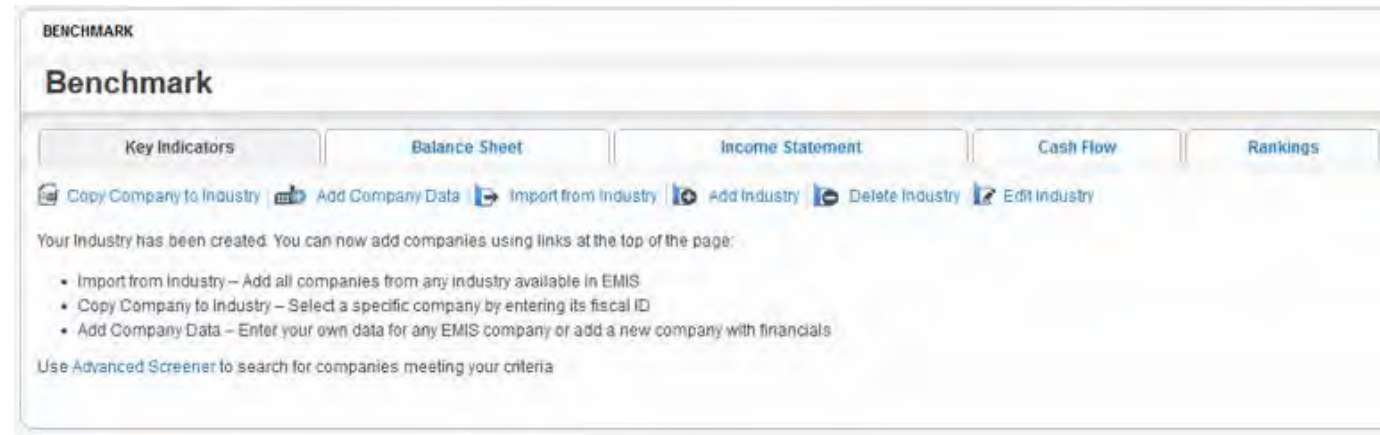 BENCHMARK
Benchmark
Key Indicators Balance Sheet Income Statement Cash Flow Rankings
Copy Company to Industry Add Company Data Import from Industry Add Industry Delete Industry Edit Industry
Your Industry has been created. You can now add companies using links at the top of the page:
• Import from Industry – Add all companies from any industry available in EMIS
• Copy Company to Industry – Select a specific company by entering its fiscal ID
• Add Company Data – Enter your own data for any EMIS company or add a new company with financials
Use Advanced Screener to search for companies meeting your criteria